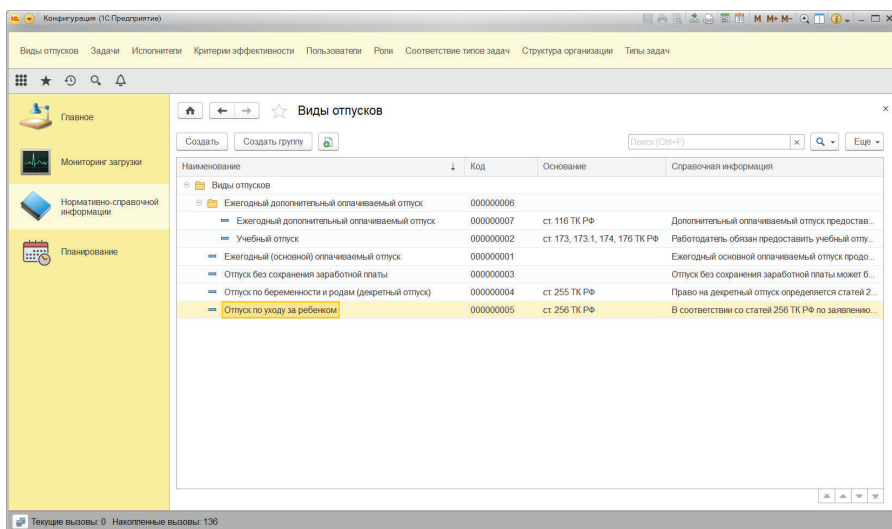 Конфигурация (1С:Предприятие)
M M+ M-
Виды отпусков Задачи Исполнители Критерии эффективности Пользователи Роли Соответствие типов задач Структура организации Типы задач
Главное
Мониторинг загрузки
Нормативно-справочной
информации
Планирование
Виды отпусков
Создать Создать группу Поиск (Ctrl+F) Еще
Наименование Код Основание Справочная информация
Виды отпусков
Ежегодный дополнительный оплачиваемый отпуск 000000006
Ежегодный дополнительный оплачиваемый отпуск 000000007 ст. 116 ТК РФ Дополнительный оплачиваемый отпуск предостав...
Учебный отпуск 000000002 ст. 173, 173.1, 174, 176 ТК РФ Работодатель обязан предоставить учебный отпу...
Ежегодный (основной) оплачиваемый отпуск 000000001 Ежегодный основной оплачиваемый отпуск продо...
Отпуск без сохранения заработной платы 000000003 Отпуск без сохранения заработной платы может б...
Отпуск по беременности и родам (декретный отпуск) 000000004 ст. 255 ТК РФ Право на декретный отпуск определяется статей 2...
Отпуск по уходу за ребенком 000000005 ст. 256 ТК РФ В соответствии со статей 256 ТК РФ по заявлению...
Текущие вызовы: 0 Накопленные вызовы: 136